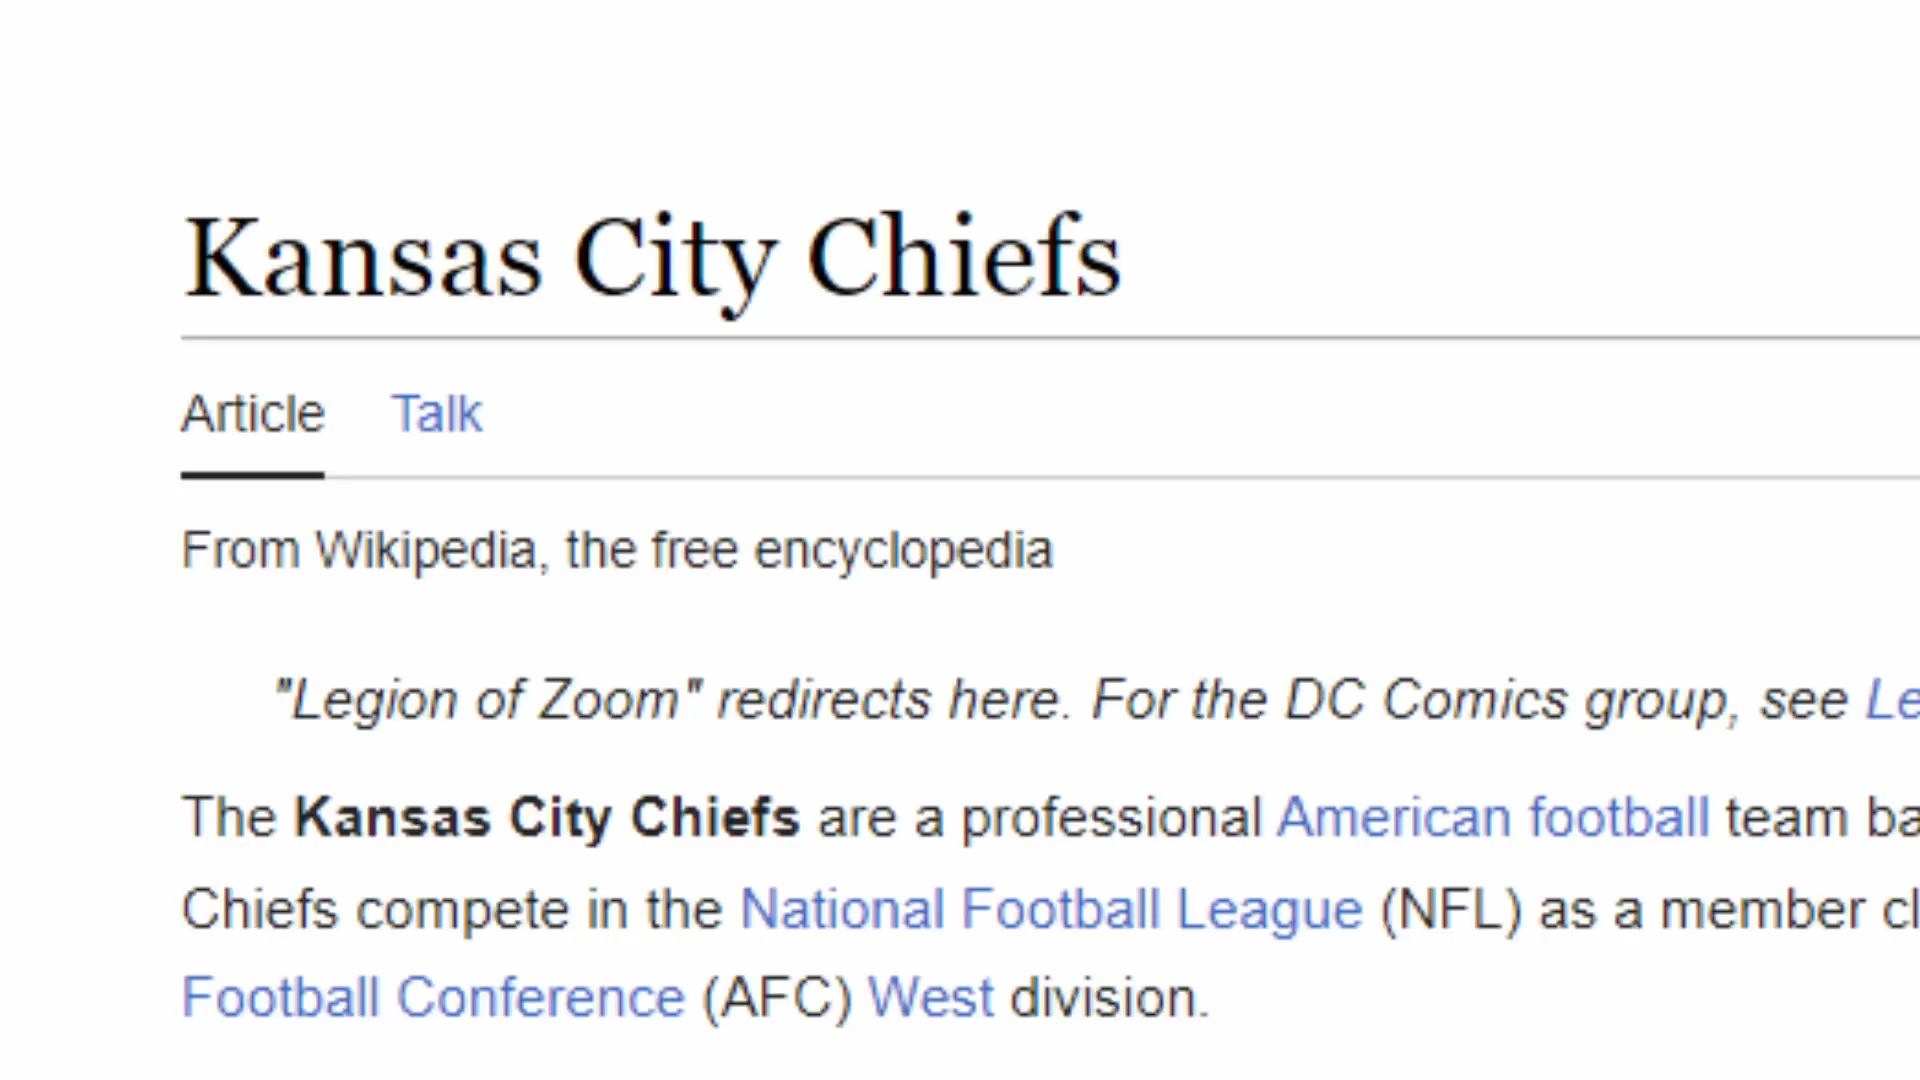 Kansas City Chiefs
Article Talk
From Wikipedia, the free encyclopedia
"Legion of Zoom" redirects here. For the DC Comics group, see
The Kansas City Chiefs are a professional American football team
Chiefs compete in the National Football League (NFL) as a member
Football Conference (AFC) West division.